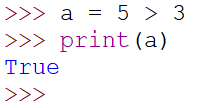 >>> a = 5 > 3
>>> print(a)
True
>>>